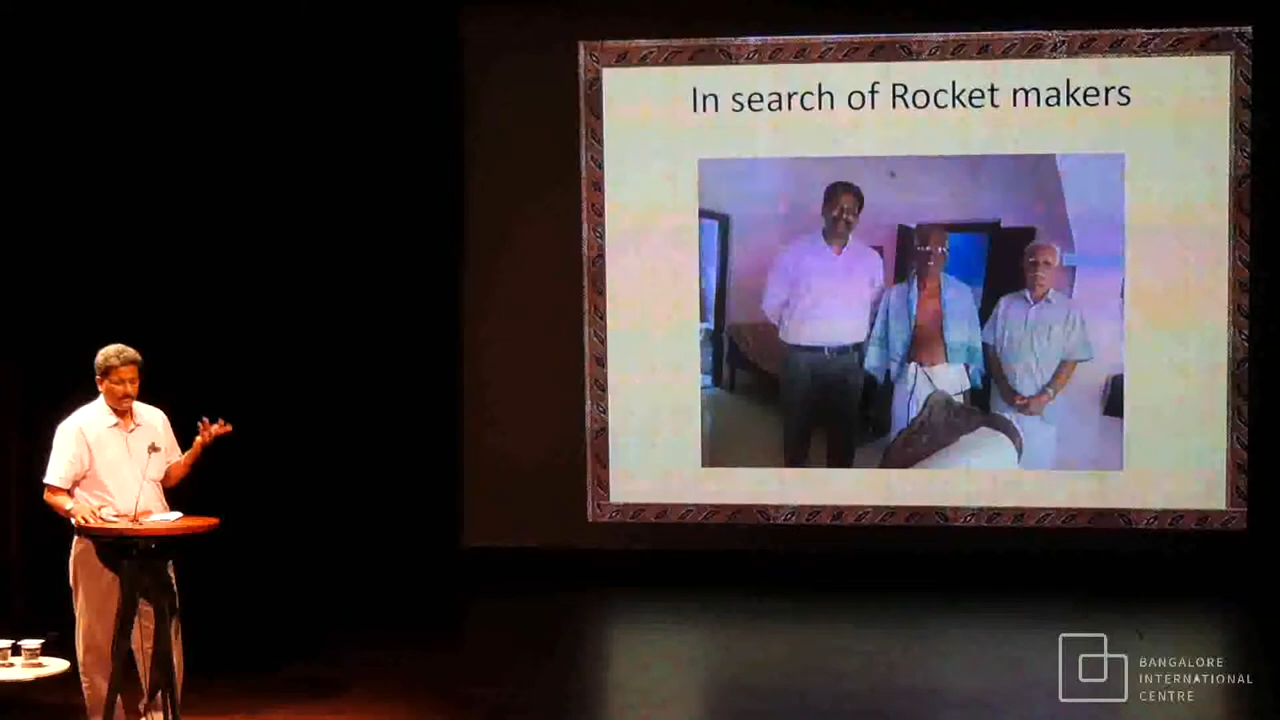 In search of Rocket makers
BANGALORE
INTERNATIONAL
CENTRE